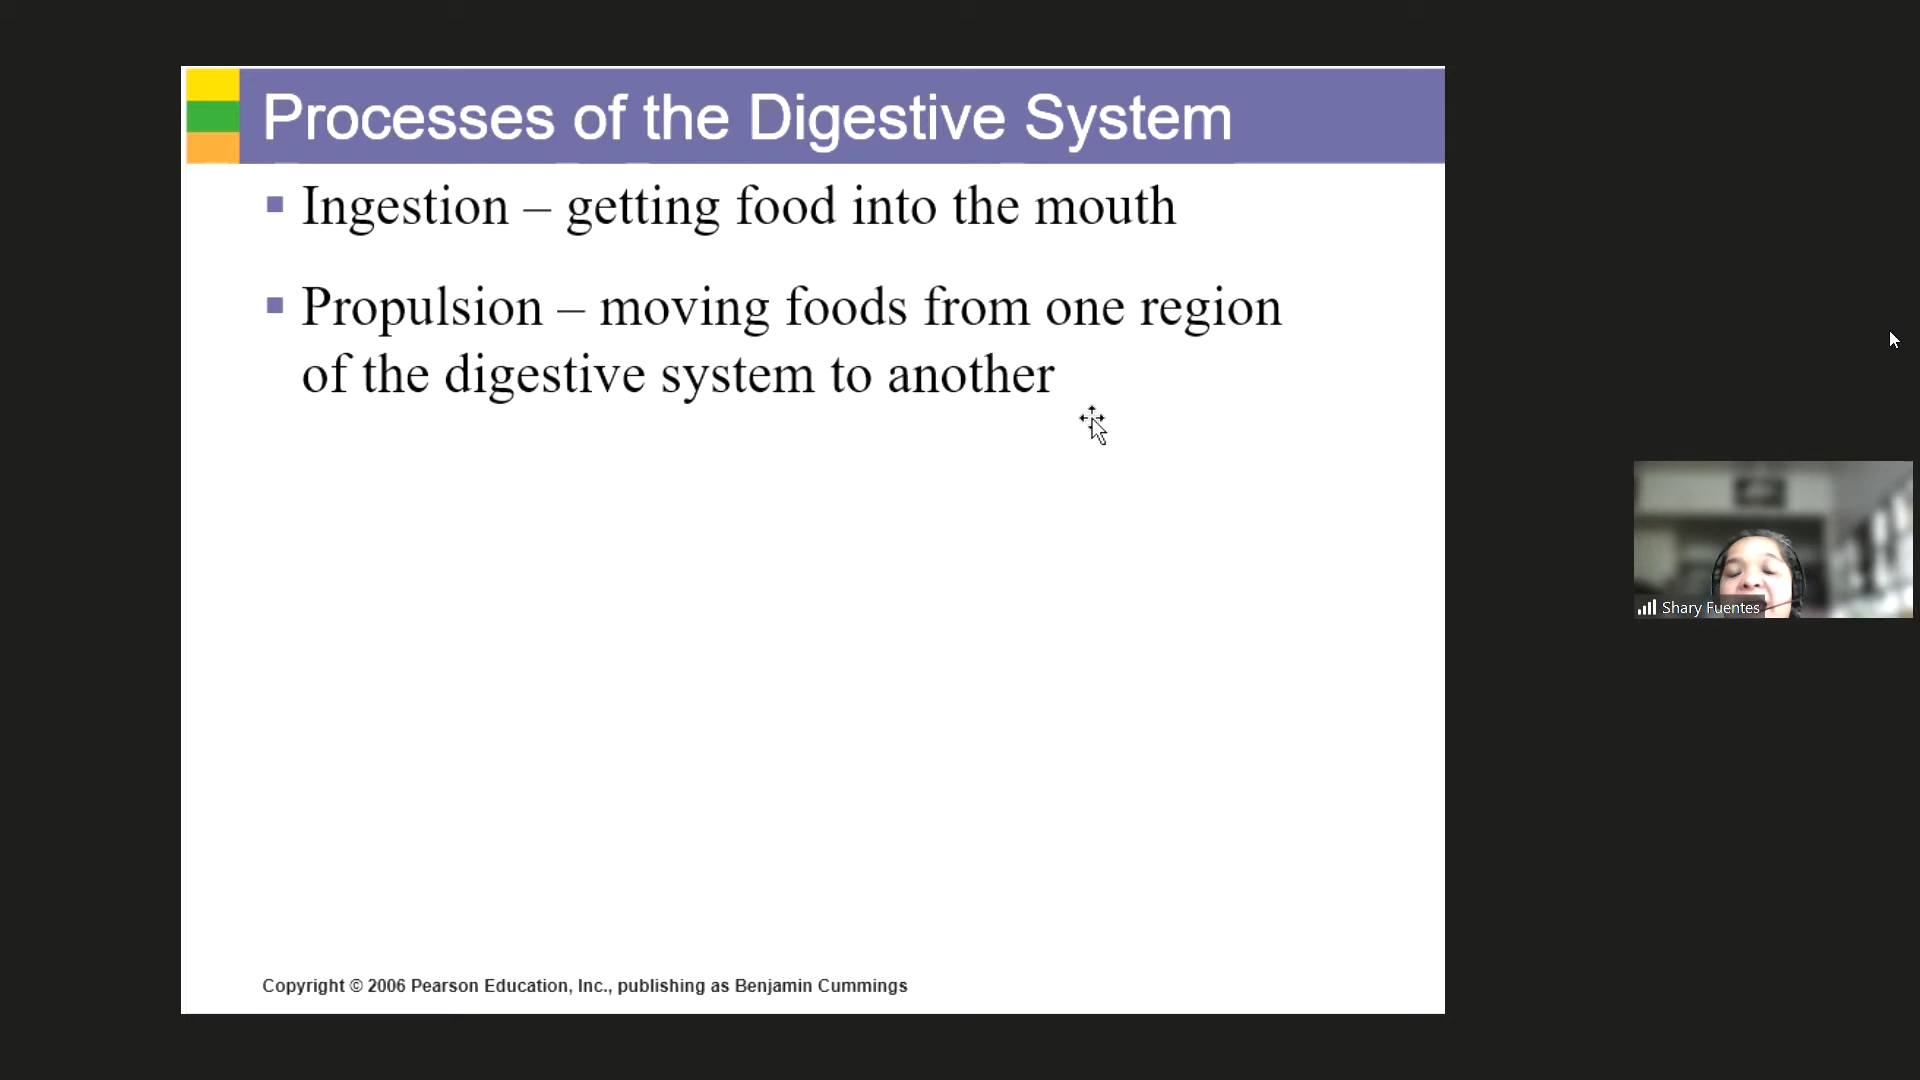 Processes of the Digestive System
Ingestion – getting food into the mouth
Propulsion – moving foods from one region
of the digestive system to another
Shary Fuentes
Copyright © 2006 Pearson Education, Inc., publishing as Benjamin Cummings